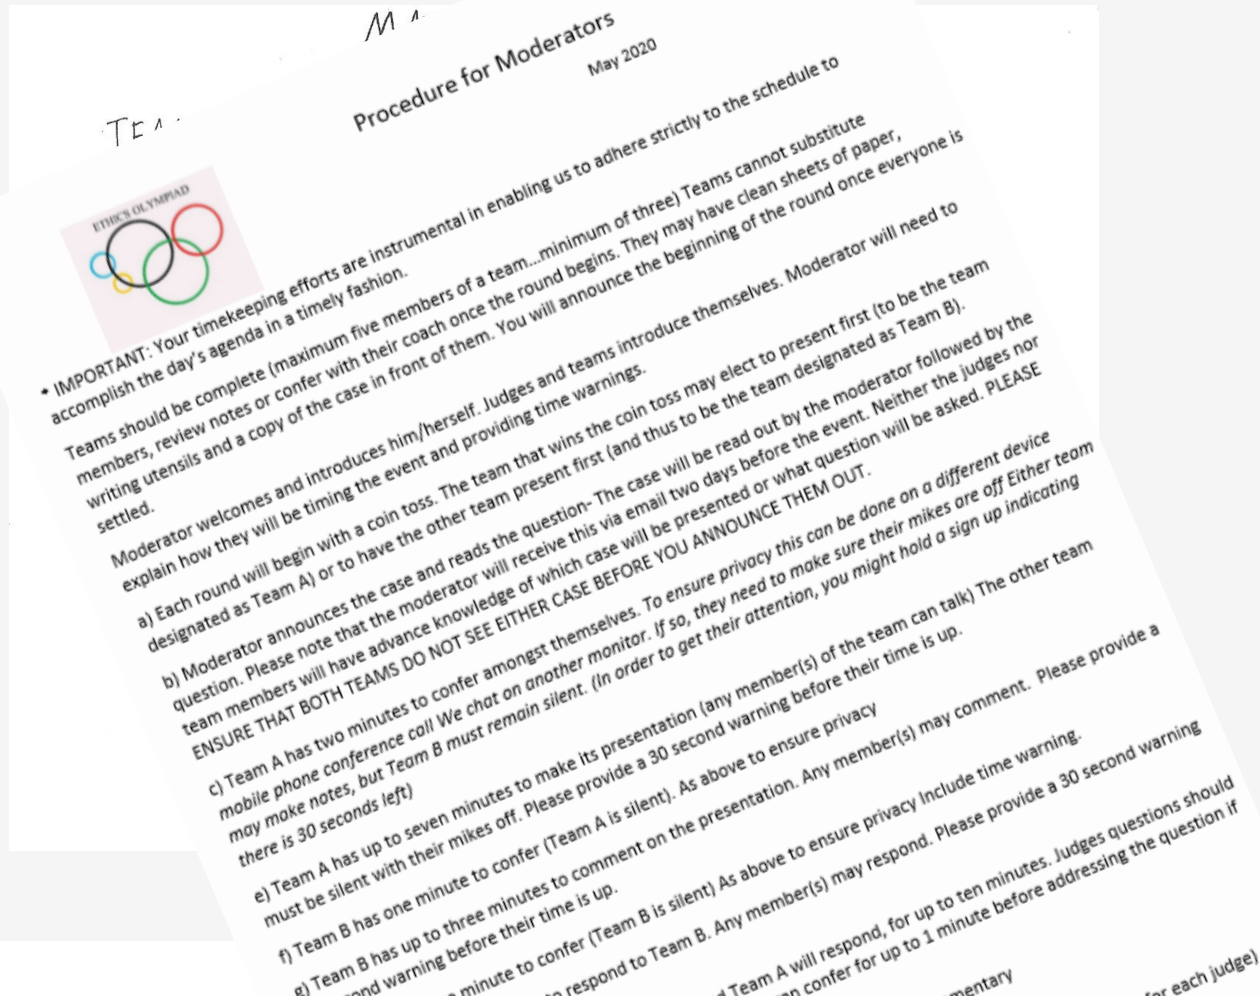 Procedure for Moderators
May 2020
ETHICS OLYMPIAD
* IMPORTANT: Your timekeeping efforts are instrumental in enabling us to adhere strictly to the schedule to
accomplish the day's agenda in a timely fashion.
Teams should be complete (maximum five members of a team...minimum of three) Teams cannot substitute
members, review notes or confer with their coach once the round begins. They may have clean sheets of paper,
writing utensils and a copy of the case in front of them. You will announce the beginning of the round once everyone is
settled.
Moderator welcomes and introduces him/herself. Judges and teams introduce themselves. Moderator will need to
explain how they will be timing the event and providing time warnings.
a) Each round will begin with a coin toss. The team that wins the coin toss may elect to present first (to be the team
designated as Team A) or to have the other team present first (and thus to be the team designated as Team B).
b) Moderator announces the case and reads the question- The case will be read out by the moderator followed by the
question. Please note that the moderator will receive this via email two days before the event. Neither the judges nor
team members will have advance knowledge of which case will be presented or what question will be asked. PLEASE
ENSURE THAT BOTH TEAMS DO NOT SEE EITHER CASE BEFORE YOU ANNOUNCE THEM OUT.
c) Team A has two minutes to confer amongst themselves. To ensure privacy this can be done on a different device
mobile phone conference call We chat on another monitor. If so, they need to make sure their mikes are off Either team
may make notes, but Team B must remain silent. (In order to get their attention, you might hold a sign up indicating
there is 30 seconds left)
e) Team A has up to seven minutes to make its presentation (any member(s) of the team can talk) The other team
must be silent with their mikes off. Please provide a 30 second warning before their time is up.
f) Team B has one minute to confer (Team A is silent). As above to ensure privacy
g) Team B has up to three minutes to comment on the presentation. Any member(s) may comment. Please provide a
ond warning before their time is up.
minute to confer (Team B is silent) As above to ensure privacy Include time warning.
to respond to Team B. Any member(s) may respond. Please provide a 30 second warning
d Team A will respond, for up to ten minutes. Judges questions should
an confer for up to 1 minute before addressing the question if
mentary
for each judge)